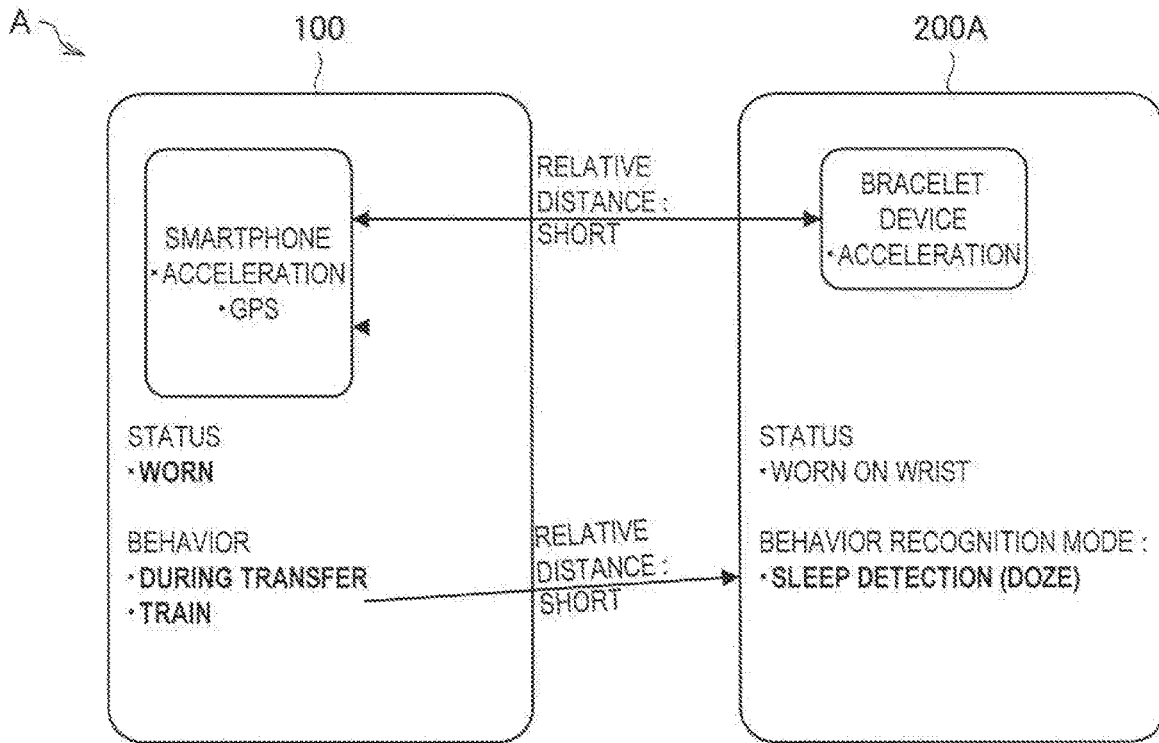 A
100
200A
SMARTPHONE
・ACCELERATION
・GPS
RELATIVE
DISTANCE :
SHORT
BRACELET
DEVICE
・ACCELERATION
STATUS
・WORN
STATUS
・WORN ON WRIST
BEHAVIOR
・DURING TRANSFER
・TRAIN
RELATIVE
DISTANCE :
SHORT
BEHAVIOR RECOGNITION MODE :
・SLEEP DETECTION (DOZE)